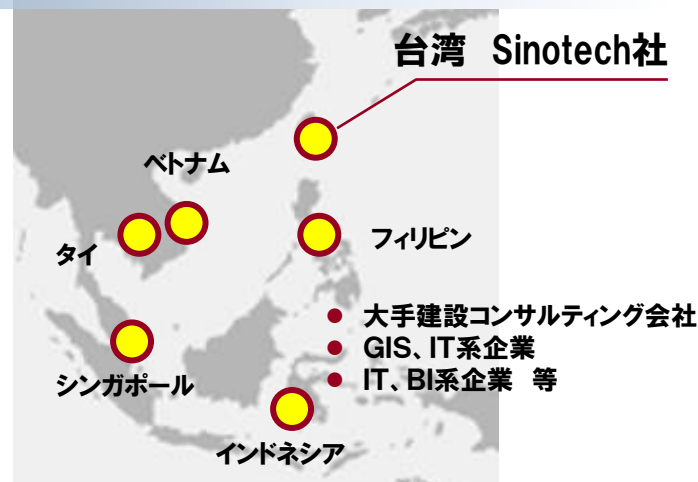 台湾　Sinotech社
ベトナム
タイ
フィリピン
● 大手建設コンサルティング会社
● GIS、IT系企業
● IT、BI系企業　等
シンガポール
インドネシア